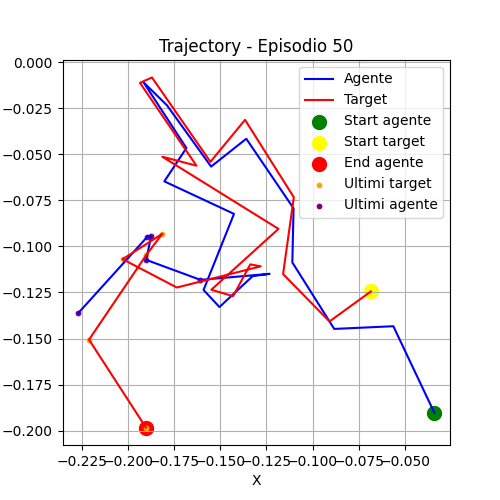 Trajectory - Episodio 50
0.000
−0.025
−0.050
−0.075
−0.100
−0.125
−0.150
−0.175
−0.200
Agente
Target
Start agente
Start target
End agente
Ultimi target
Ultimi agente
−0.225 −0.200 −0.175 −0.150 −0.125 −0.100 −0.075 −0.050
X